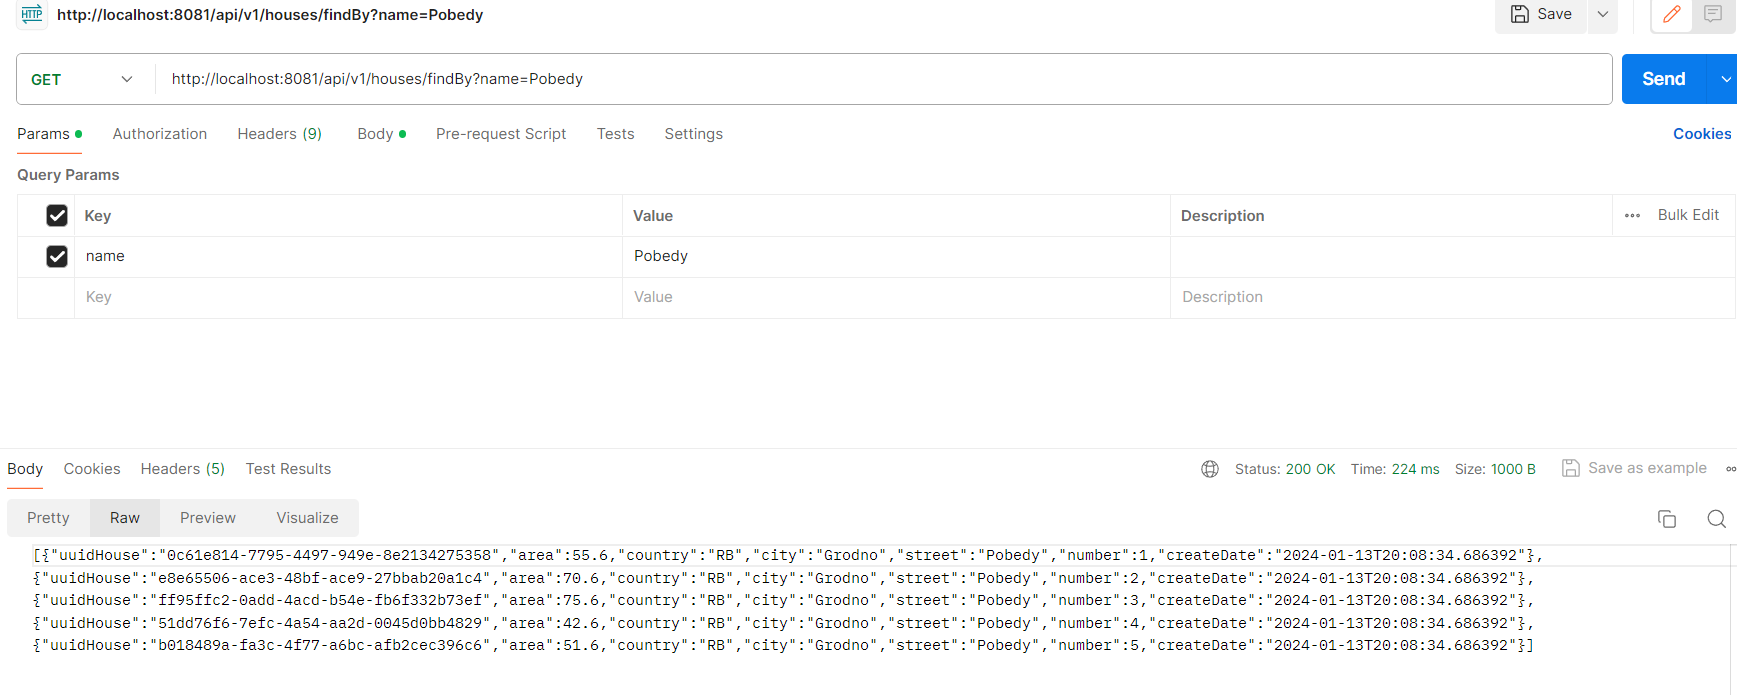 HTTP http://localhost:8081/api/v1/houses/findBy?name=Pobedy Save
GET http://localhost:8081/api/v1/houses/findBy?name=Pobedy Send
Params Authorization Headers (9) Body Pre-request Script Tests Settings Cookies
Query Params
Key Value Description Bulk Edit
name Pobedy
Key Value Description
Body Cookies Headers (5) Test Results Status: 200 OK Time: 224 ms Size: 1000 B Save as example
Pretty Raw Preview Visualize
[{"uuidHouse":"0c61e814-7795-4497-949e-8e2134275358","area":55.6,"country":"RB","city":"Grodno","street":"Pobedy","number":1,"createDate":"2024-01-13T20:08:34.686392"},
{"uuidHouse":"e8e65506-ace3-48bf-ace9-27bbab20a1c4","area":70.6,"country":"RB","city":"Grodno","street":"Pobedy","number":2,"createDate":"2024-01-13T20:08:34.686392"},
{"uuidHouse":"ff95ffc2-0add-4acd-b54e-fb6f332b73ef","area":75.6,"country":"RB","city":"Grodno","street":"Pobedy","number":3,"createDate":"2024-01-13T20:08:34.686392"},
{"uuidHouse":"51dd76f6-7efc-4a54-aa2d-0045d0bb4829","area":42.6,"country":"RB","city":"Grodno","street":"Pobedy","number":4,"createDate":"2024-01-13T20:08:34.686392"},
{"uuidHouse":"b018489a-fa3c-4f77-a6bc-afb2cec396c6","area":51.6,"country":"RB","city":"Grodno","street":"Pobedy","number":5,"createDate":"2024-01-13T20:08:34.686392"}]